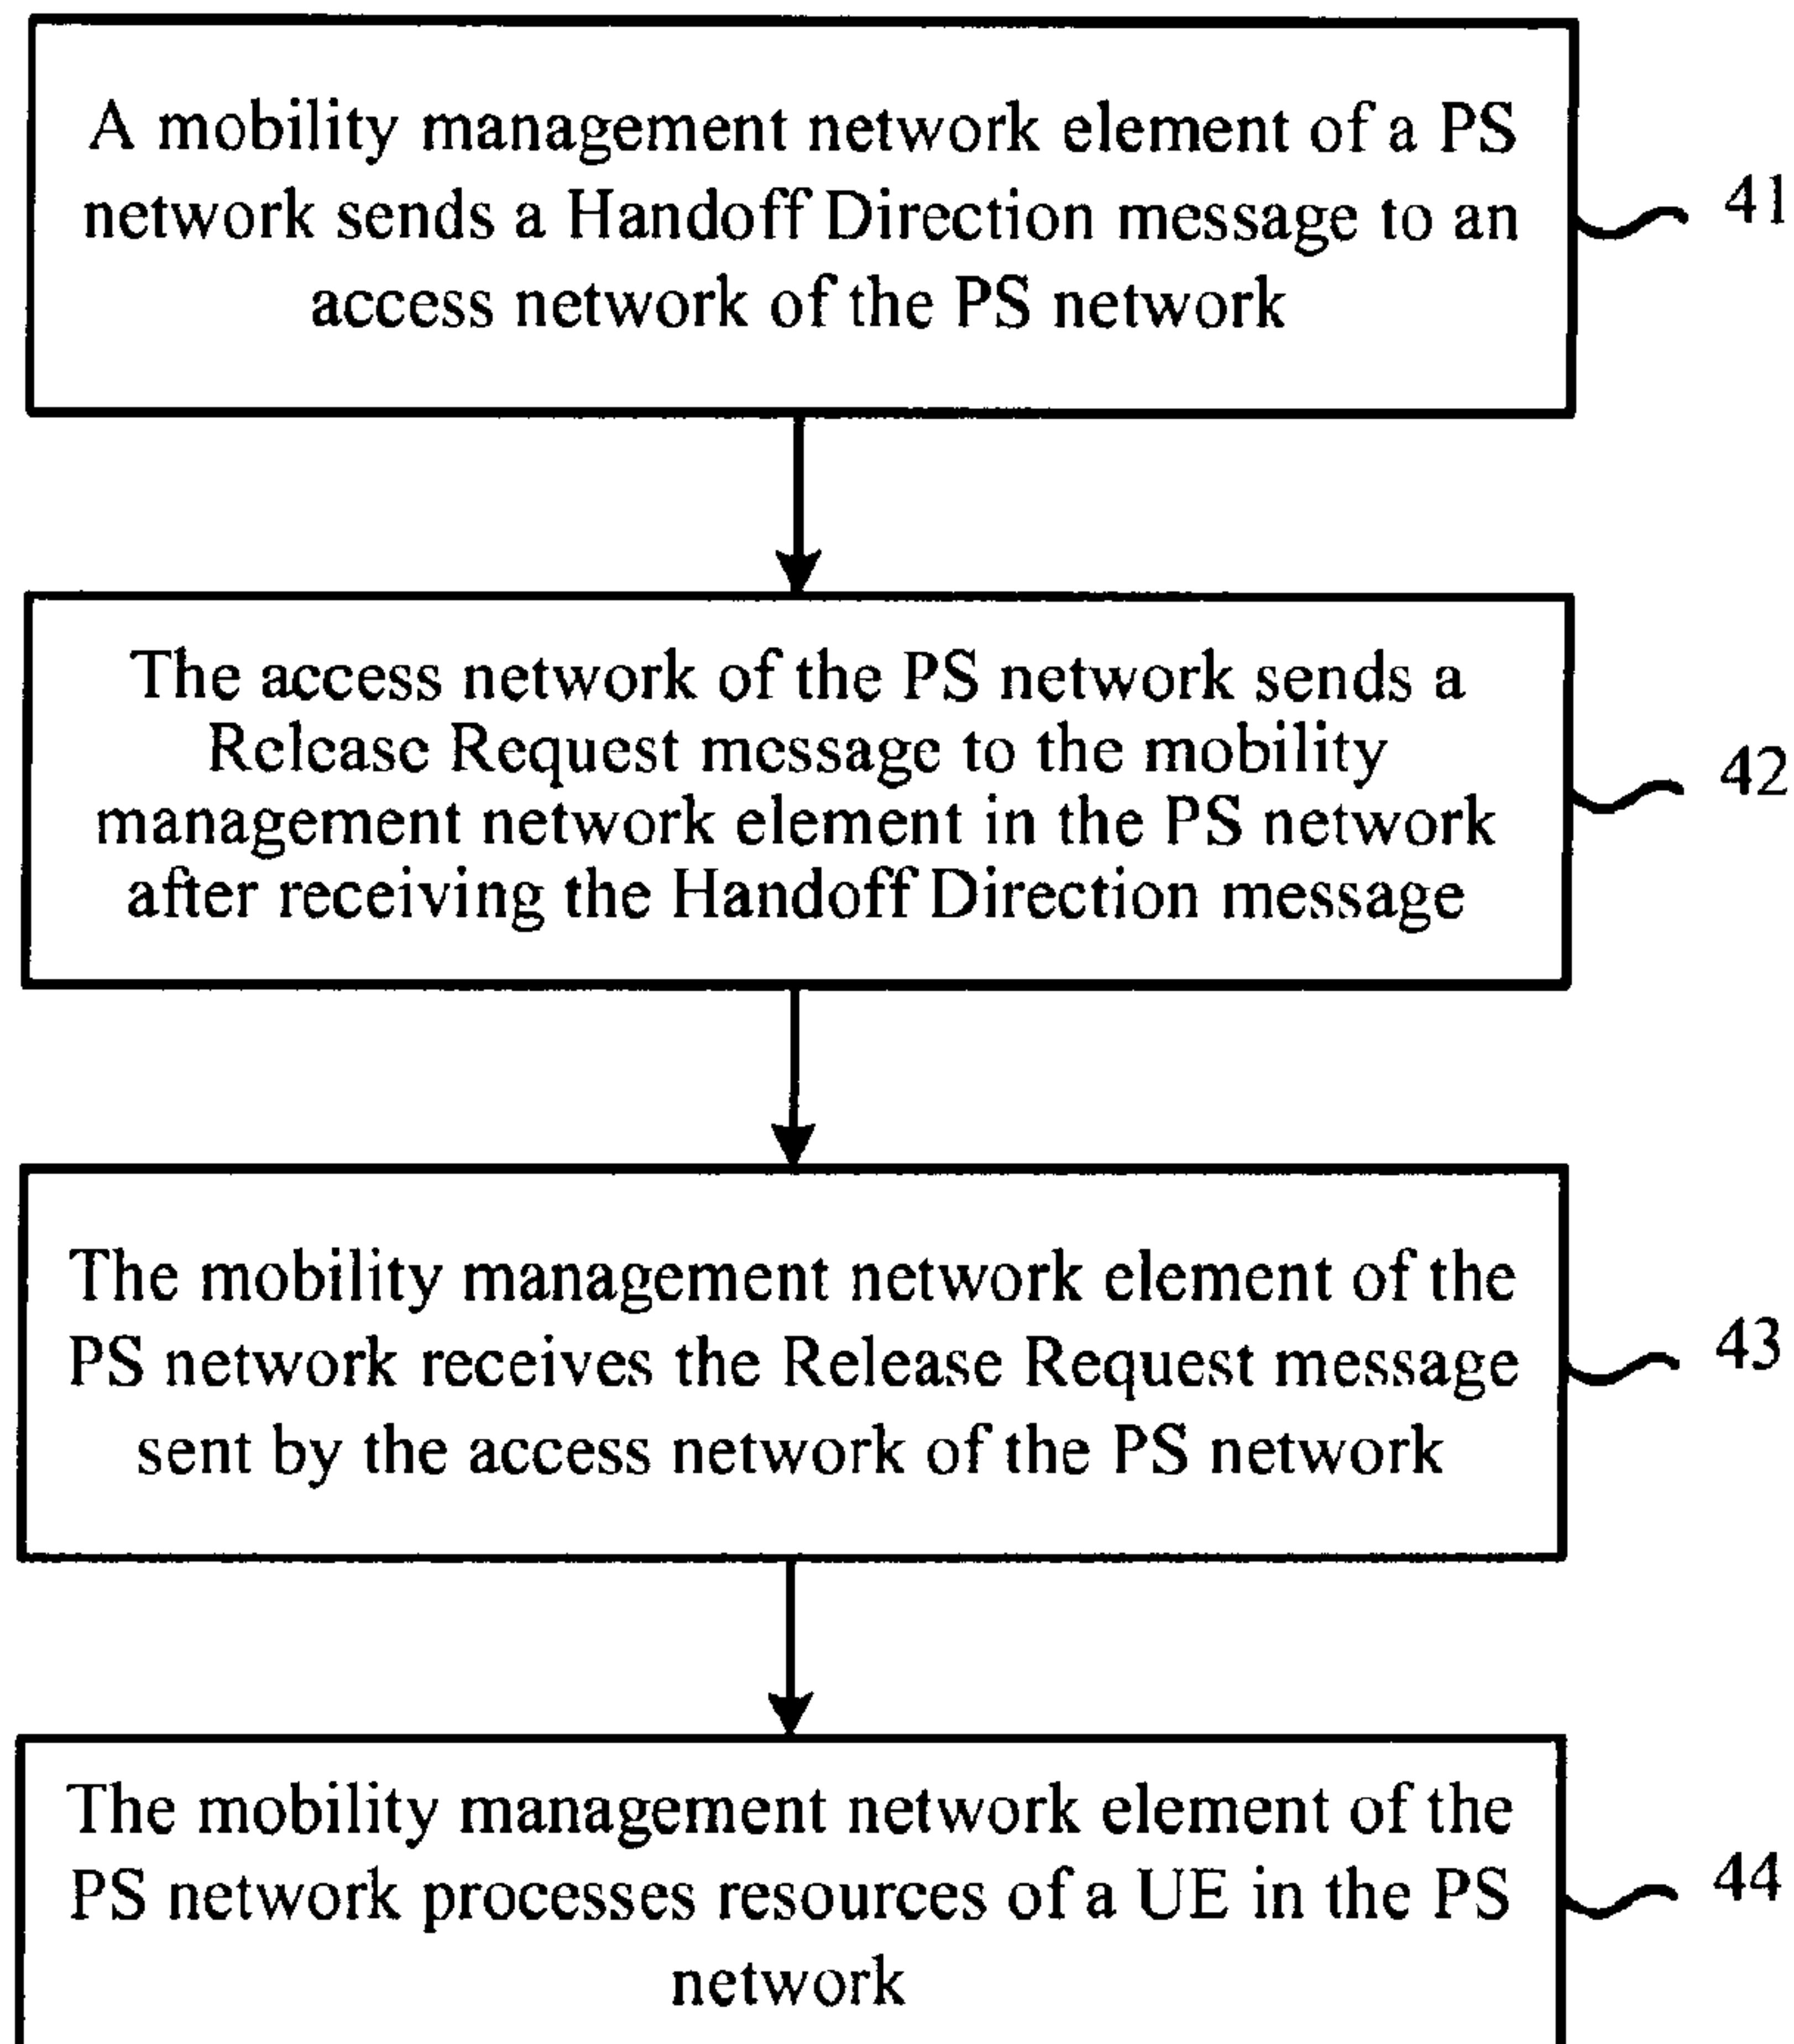 A mobility management network element of a PS
network sends a Handoff Direction message to an
access network of the PS network
41
The access network of the PS network sends a
Release Request message to the mobility
management network element in the PS network
after receiving the Handoff Direction message
42
The mobility management network element of the
PS network receives the Release Request message
sent by the access network of the PS network
43
The mobility management network element of the
PS network processes resources of a UE in the PS
network
44